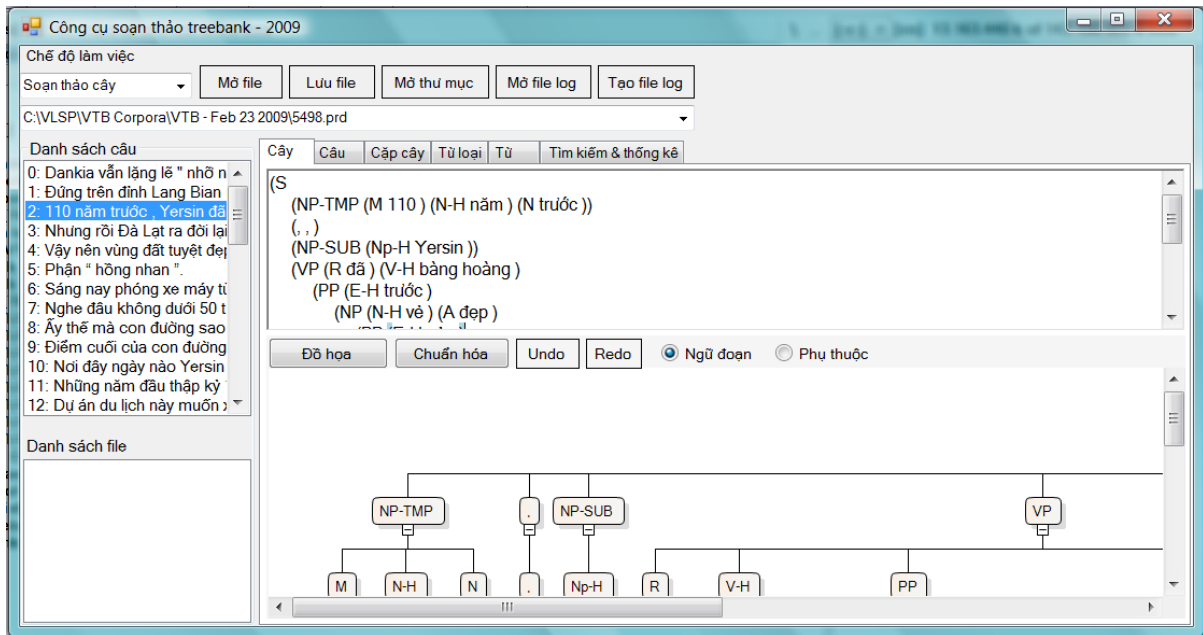 Công cụ soạn thảo treebank - 2009
Chế độ làm việc
Soạn thảo cây Mở file Lưu file Mở thư mục Mở file log Tạo file log
C:\VLSP\VTB Corpora\VTB - Feb 23 2009\5498.prd
Danh sách câu
0: Dankia vẫn lặng lẽ " nhỡ n
1: Đứng trên đỉnh Lang Bian
2: 110 năm trước , Yersin đã
3: Nhưng rồi Đà Lạt ra đời lại
4: Vậy nên vùng đất tuyệt đẹp
5: Phận “ hồng nhan ”.
6: Sáng nay phóng xe máy từ
7: Nghe đâu không dưới 50 t
8: Ấy thế mà con đường sao
9: Điểm cuối của con đường
10: Nơi đây ngày nào Yersin
11: Những năm đầu thập kỷ
12: Dự án du lịch này muốn
Danh sách file
Cây Câu Cặp cây Từ loại Từ Tìm kiếm & thống kê
(S
(NP-TMP (M 110 ) (N-H năm ) (N trước ))
(, , )
(NP-SUB (Np-H Yersin ))
(VP (R đã ) (V-H bàng hoàng )
(PP (E-H trước )
(NP (N-H vẻ ) (A đẹp )
Đồ họa Chuẩn hóa Undo Redo Ngữ đoạn Phụ thuộc
NP-TMP , NP-SUB VP
M N-H N , Np-H R V-H PP